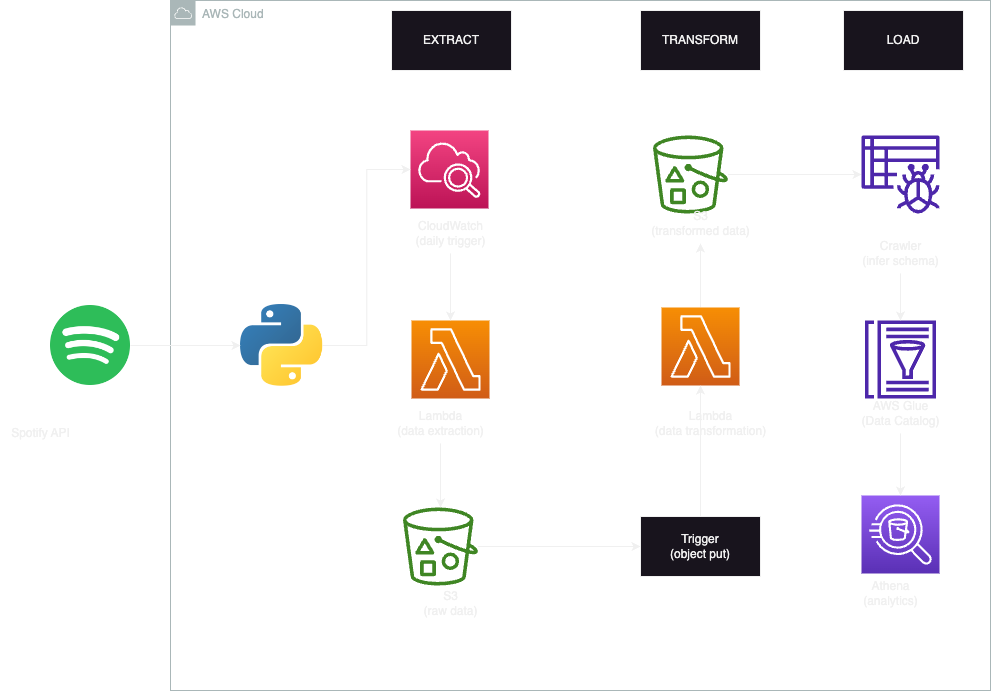 AWS Cloud
EXTRACT
TRANSFORM
LOAD
CloudWatch
(daily trigger)
S3
(transformed data)
Crawler
(infer schema)
Spotify API
Lambda
(data extraction)
Lambda
(data transformation)
AWS Glue
(Data Catalog)
S3
(raw data)
Trigger
(object put)
Athena
(analytics)